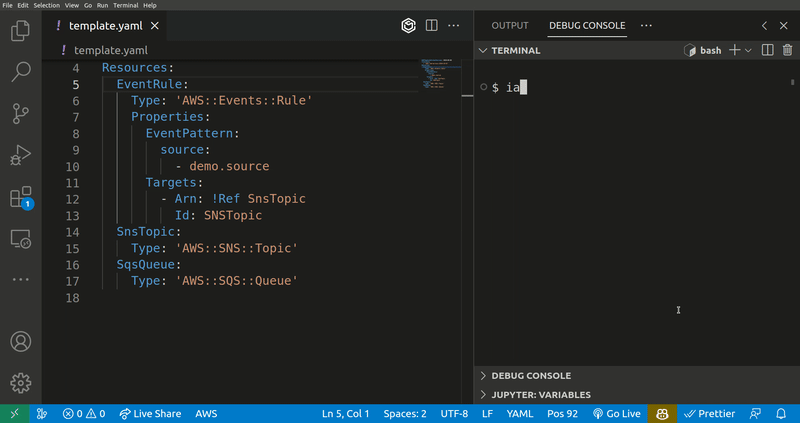 File Edit Selection View Go Run Terminal Help
! template.yaml
OUTPUT DEBUG CONSOLE
! template.yaml
TERMINAL
bash
$ ia
4 Resources:
5 EventRule:
6 Type: 'AWS::Events::Rule'
7 Properties:
8 EventPattern:
9 source:
10 - demo.source
11 Targets:
12 - Arn: !Ref SnsTopic
13 Id: SNSTopic
14 SnsTopic:
15 Type: 'AWS::SNS::Topic'
16 SqsQueue:
17 Type: 'AWS::SQS::Queue'
18
1
DEBUG CONSOLE
JUPYTER: VARIABLES
0 0 Live Share AWS Ln 5, Col 1 Spaces: 2 UTF-8 LF YAML Pos 92 Go Live Prettier